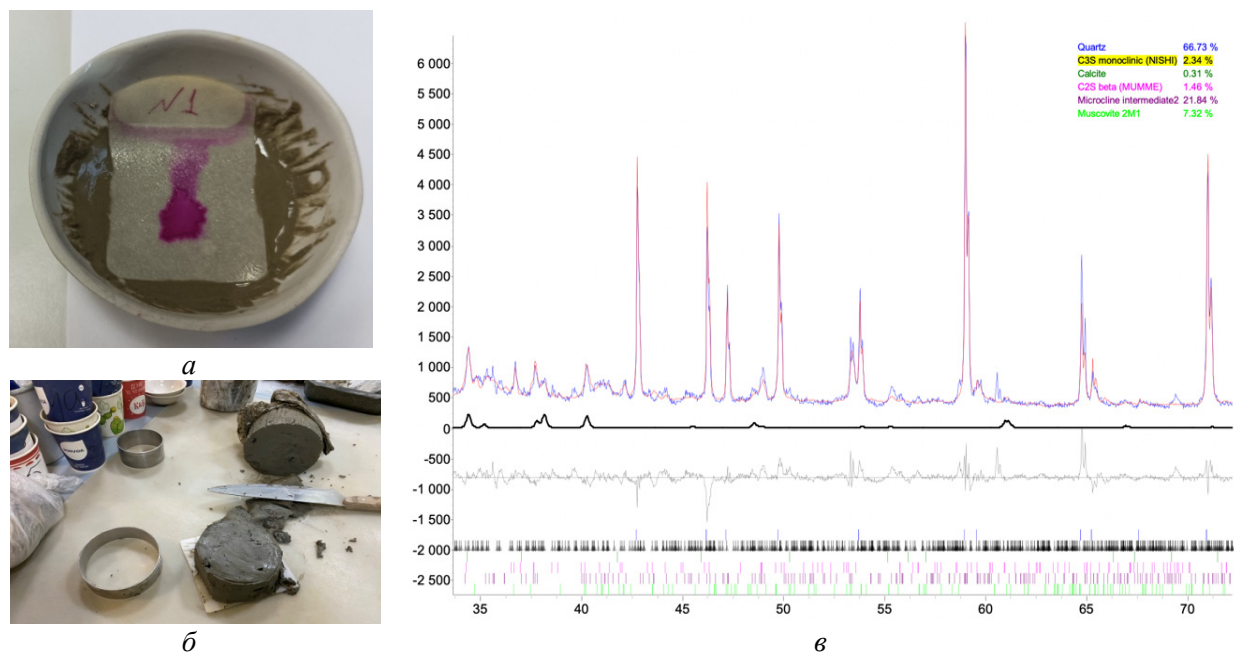 N1
а
б
6 000
5 500
5 000
4 500
4 000
3 500
3 000
2 500
2 000
1 500
1 000
500
0
-500
-1 000
-1 500
-2 000
-2 500
35
40
45
50
55
60
65
70
Quartz 66.73 %
C3S monoclinic (NISHI) 2.34 %
Calcite 0.31 %
C2S beta (MUMME) 1.46 %
Microcline intermediate2 21.84 %
Muscovite 2M1 7.32 %
в